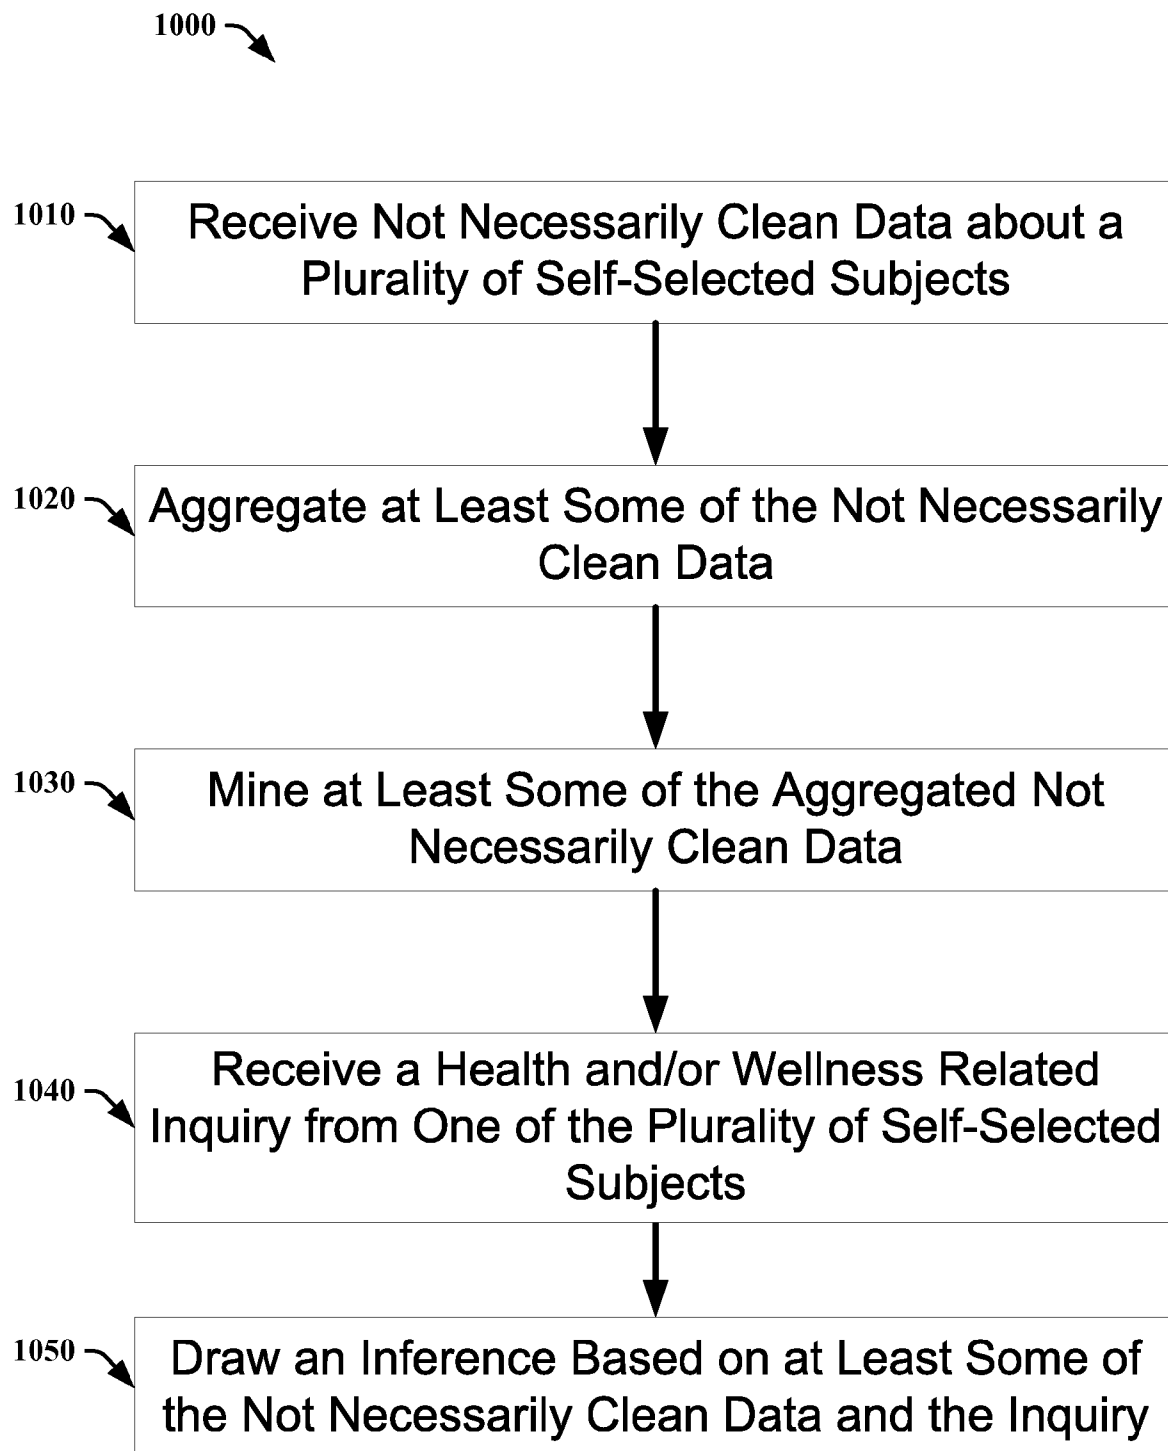 1000
1010
Receive Not Necessarily Clean Data about a
Plurality of Self-Selected Subjects
1020
Aggregate at Least Some of the Not Necessarily
Clean Data
1030
Mine at Least Some of the Aggregated Not
Necessarily Clean Data
1040
Receive a Health and/or Wellness Related
Inquiry from One of the Plurality of Self-Selected
Subjects
1050
Draw an Inference Based on at Least Some of
the Not Necessarily Clean Data and the Inquiry